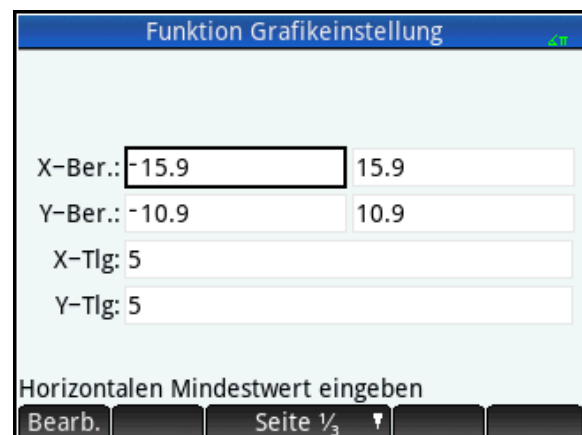 Funktion Grafikeinstellung ∡π
X-Ber.: -15.9 15.9
Y-Ber.: -10.9 10.9
X-Tlg: 5
Y-Tlg: 5
Horizontalen Mindestwert eingeben
Bearb. Seite ⅓